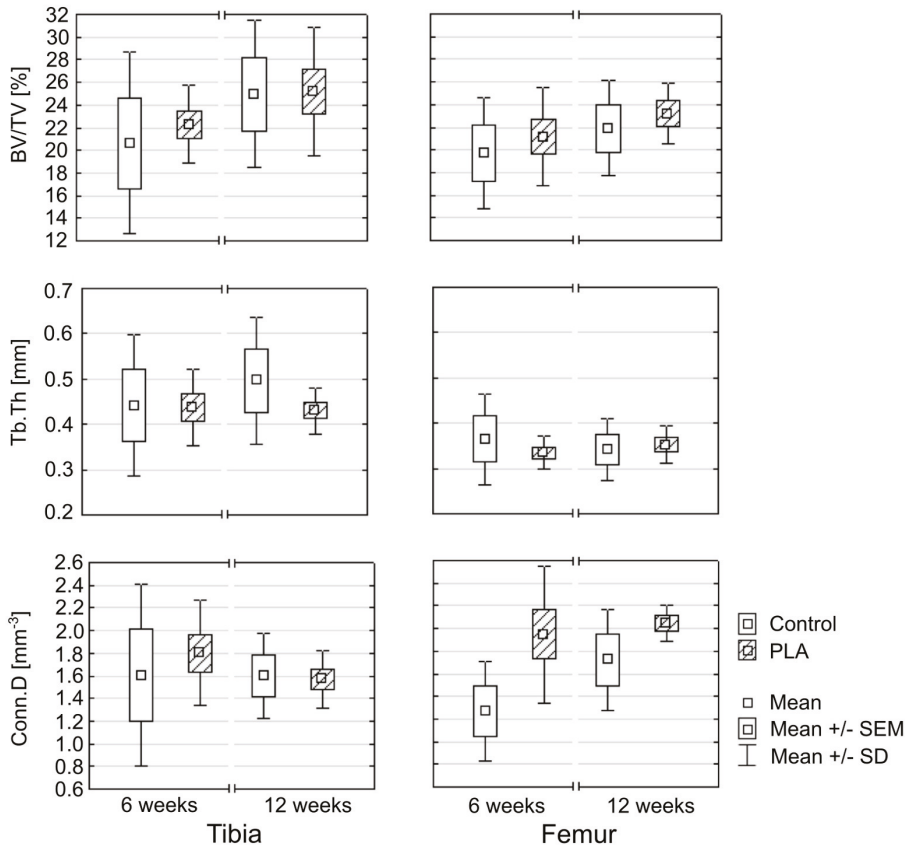 BV/TV [%]
32
30
28
26
24
22
20
18
16
14
12
Tb.Th [mm]
0.7
0.6
0.5
0.4
0.3
0.2
Conn.D [mm-3]
2.6
2.4
2.2
2.0
1.8
1.6
1.4
1.2
1.0
0.8
0.6
6 weeks 12 weeks
Tibia
6 weeks 12 weeks
Femur
Control
PLA
Mean
Mean +/- SEM
Mean +/- SD